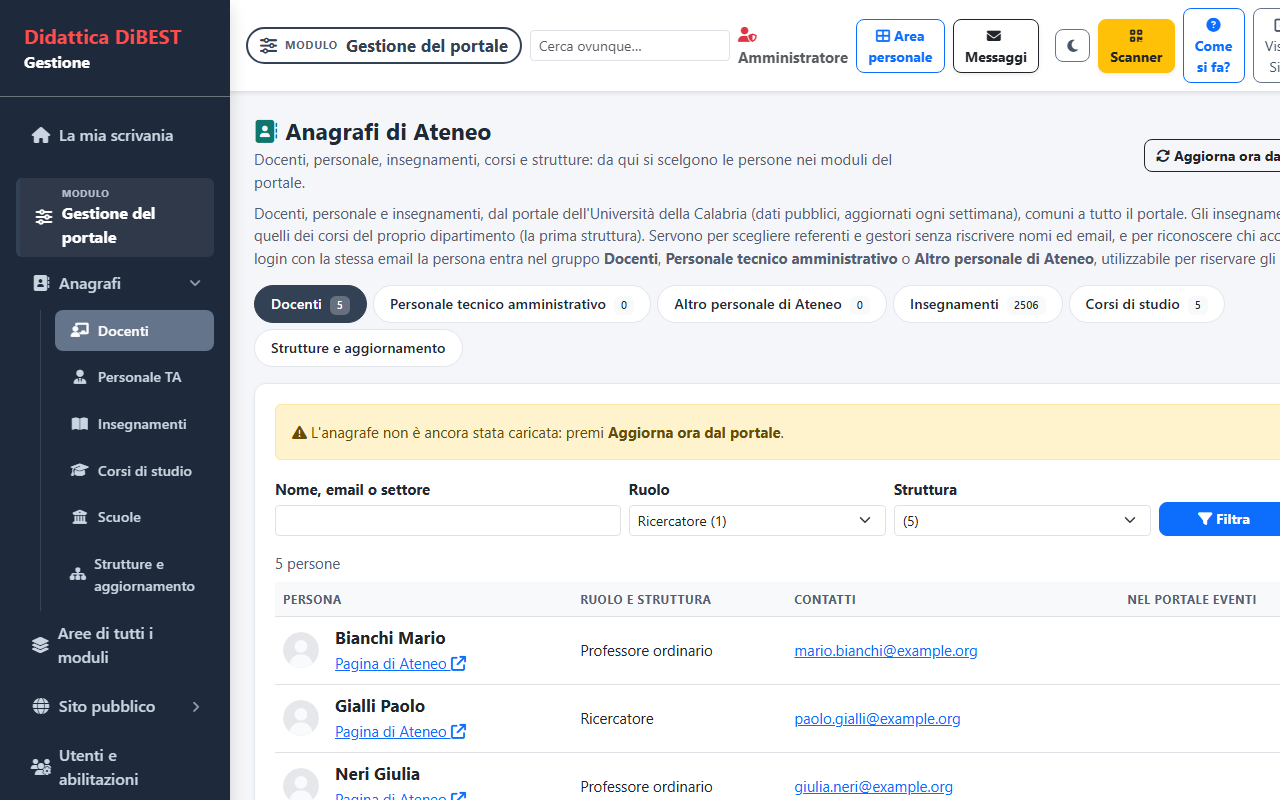 Didattica DiBEST
Gestione
La mia scrivania
MODULO
Gestione del
portale
Anagrafi
Docenti
Personale TA
Insegnamenti
Corsi di studio
Scuole
Strutture e
aggiornamento
Aree di tutti i
moduli
Sito pubblico
Utenti e
abilitazioni
MODULO Gestione del portale
Cerca ovunque...
Amministratore
Area
personale
Messaggi
Scanner
Come
si fa?
Anagrafi di Ateneo
Docenti, personale, insegnamenti, corsi e strutture: da qui si scelgono le persone nei moduli del
portale.
Aggiorna ora da
Docenti, personale e insegnamenti, dal portale dell'Università della Calabria (dati pubblici, aggiornati ogni settimana), comuni a tutto il portale. Gli insegname
quelli dei corsi del proprio dipartimento (la prima struttura). Servono per scegliere referenti e gestori senza riscrivere nomi ed email, e per riconoscere chi acc
login con la stessa email la persona entra nel gruppo Docenti, Personale tecnico amministrativo o Altro personale di Ateneo, utilizzabile per riservare gli
Docenti 5
Personale tecnico amministrativo 0
Altro personale di Ateneo 0
Insegnamenti 2506
Corsi di studio 5
Strutture e aggiornamento
L'anagrafe non è ancora stata caricata: premi Aggiorna ora dal portale.
Nome, email o settore
Ruolo
Struttura
Ricercatore (1)
(5)
Filtra
5 persone
PERSONA RUOLO E STRUTTURA CONTATTI NEL PORTALE EVENTI
Bianchi Mario
Pagina di Ateneo
Professore ordinario
mario.bianchi@example.org
Gialli Paolo
Pagina di Ateneo
Ricercatore
paolo.gialli@example.org
Neri Giulia
Pagina di Ateneo
Professore ordinario
giulia.neri@example.org